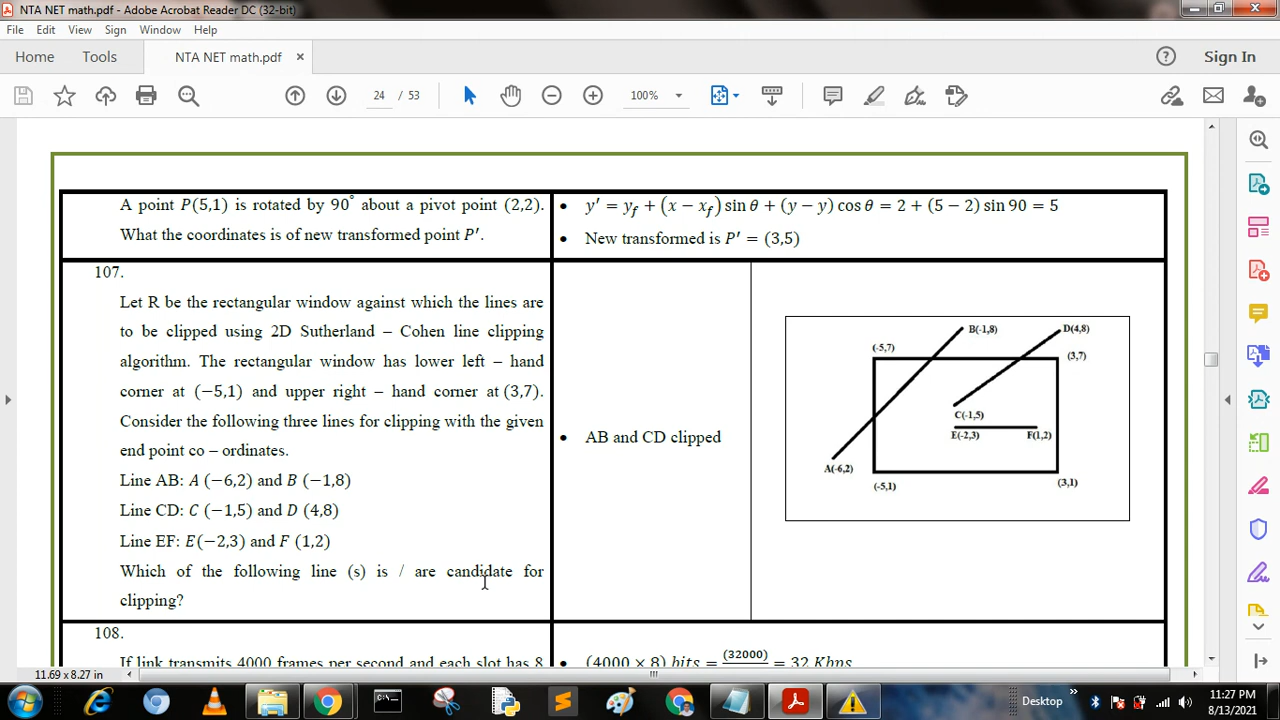 NTA NET math.pdf - Adobe Acrobat Reader DC (32-bit)
File Edit View Sign Window Help
Home Tools NTA NET math.pdf × Sign In
24 / 53 100%
A point P(5,1) is rotated by 90° about a pivot point (2,2).
What the coordinates is of new transformed point P′.
• y′ = y_f + (x − x_f) sin θ + (y − y) cos θ = 2 + (5 − 2) sin 90 = 5
• New transformed is P′ = (3,5)
107.
Let R be the rectangular window against which the lines are
to be clipped using 2D Sutherland – Cohen line clipping
algorithm. The rectangular window has lower left – hand
corner at (−5,1) and upper right – hand corner at (3,7).
Consider the following three lines for clipping with the given
end point co – ordinates.
Line AB: A (−6,2) and B (−1,8)
Line CD: C (−1,5) and D (4,8)
Line EF: E(−2,3) and F (1,2)
Which of the following line (s) is / are candidate for
clipping?
• AB and CD clipped
B(-1,8) D(4,8)
(-5,7) (3,7)
C(-1,5)
E(-2,3) F(1,2)
A(-6,2)
(-5,1) (3,1)
108.
If link transmits 4000 frames per second and each slot has 8
• (4000 × 8) bits = (32000) = 32 Kbps
11.69 x 8.27 in
Desktop » 11:27 PM
8/13/2021